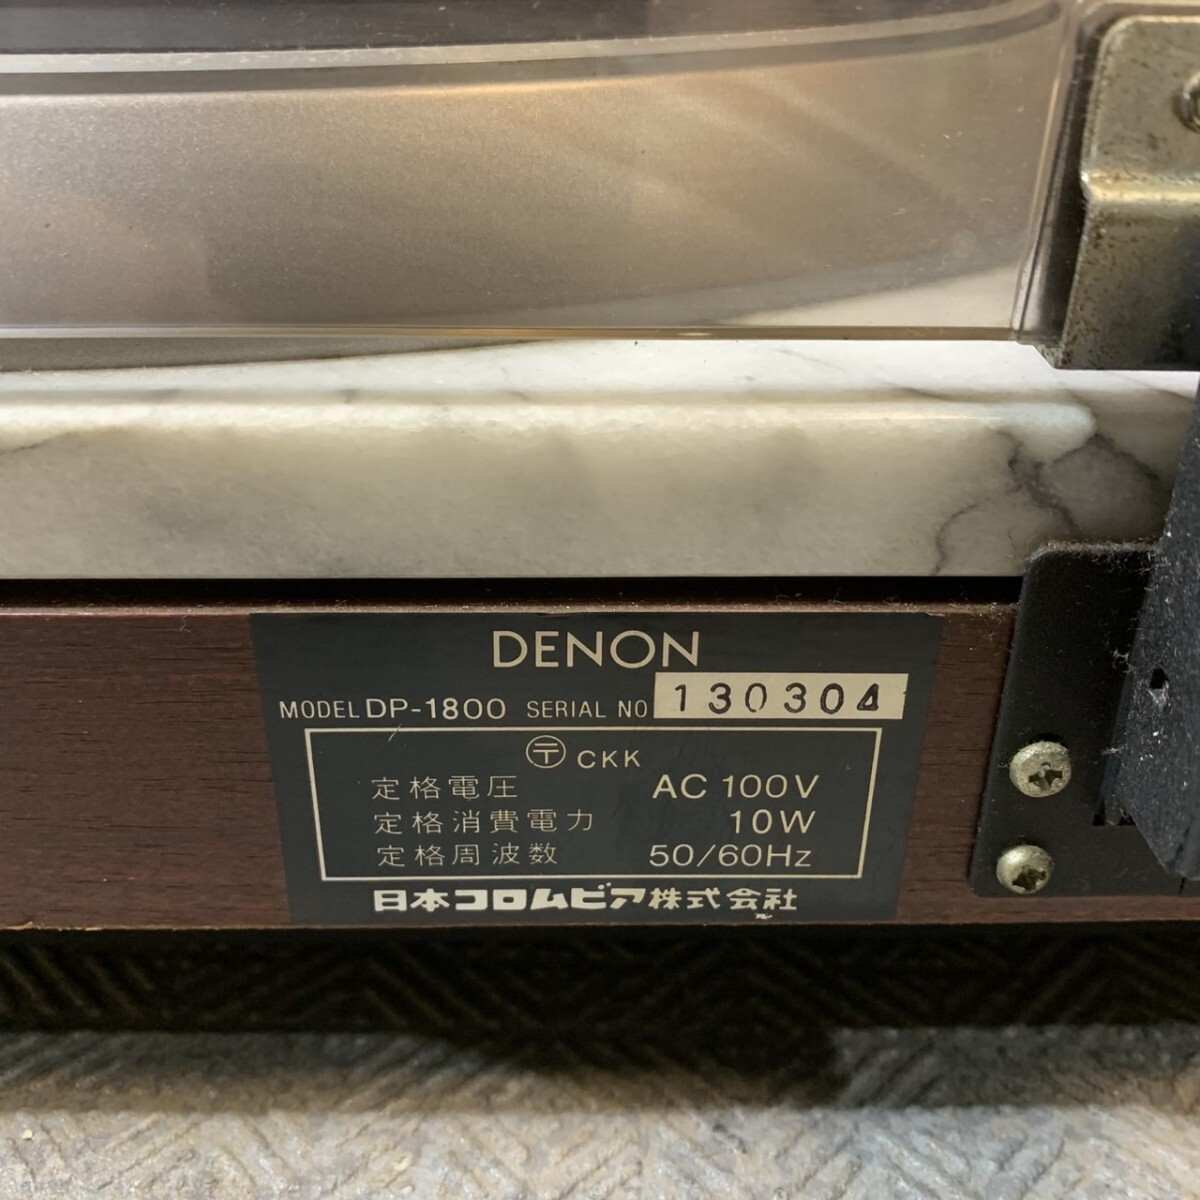 DENON
MODEL DP-1800 SERIAL NO 130304
〒 CKK
定格電圧 AC 100V
定格消費電力 10W
定格周波数 50/60Hz
日本コロムビア株式会社